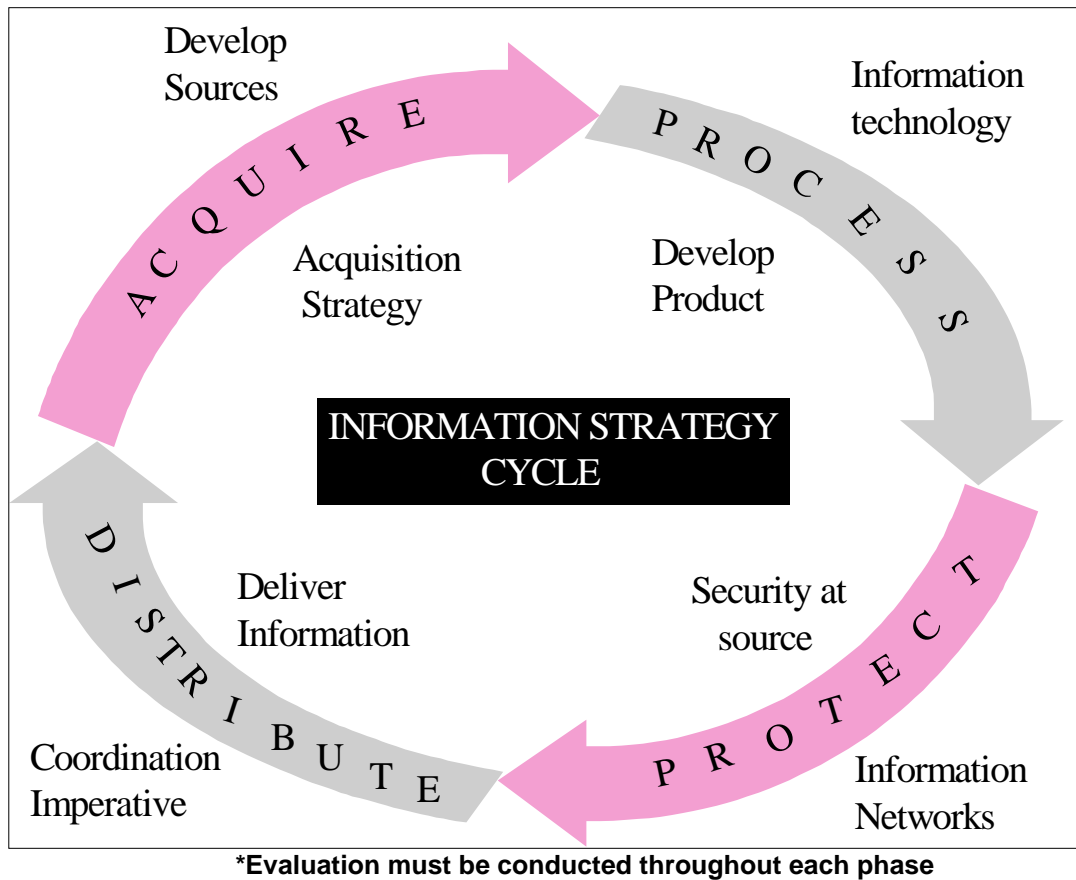 Develop
Sources
ACQUIRE
Acquisition
Strategy
PROCESS
Information
technology
Develop
Product
INFORMATION STRATEGY
CYCLE
PROTECT
Security at
source
Information
Networks
DISTRIBUTE
Deliver
Information
Coordination
Imperative
*Evaluation must be conducted throughout each phase